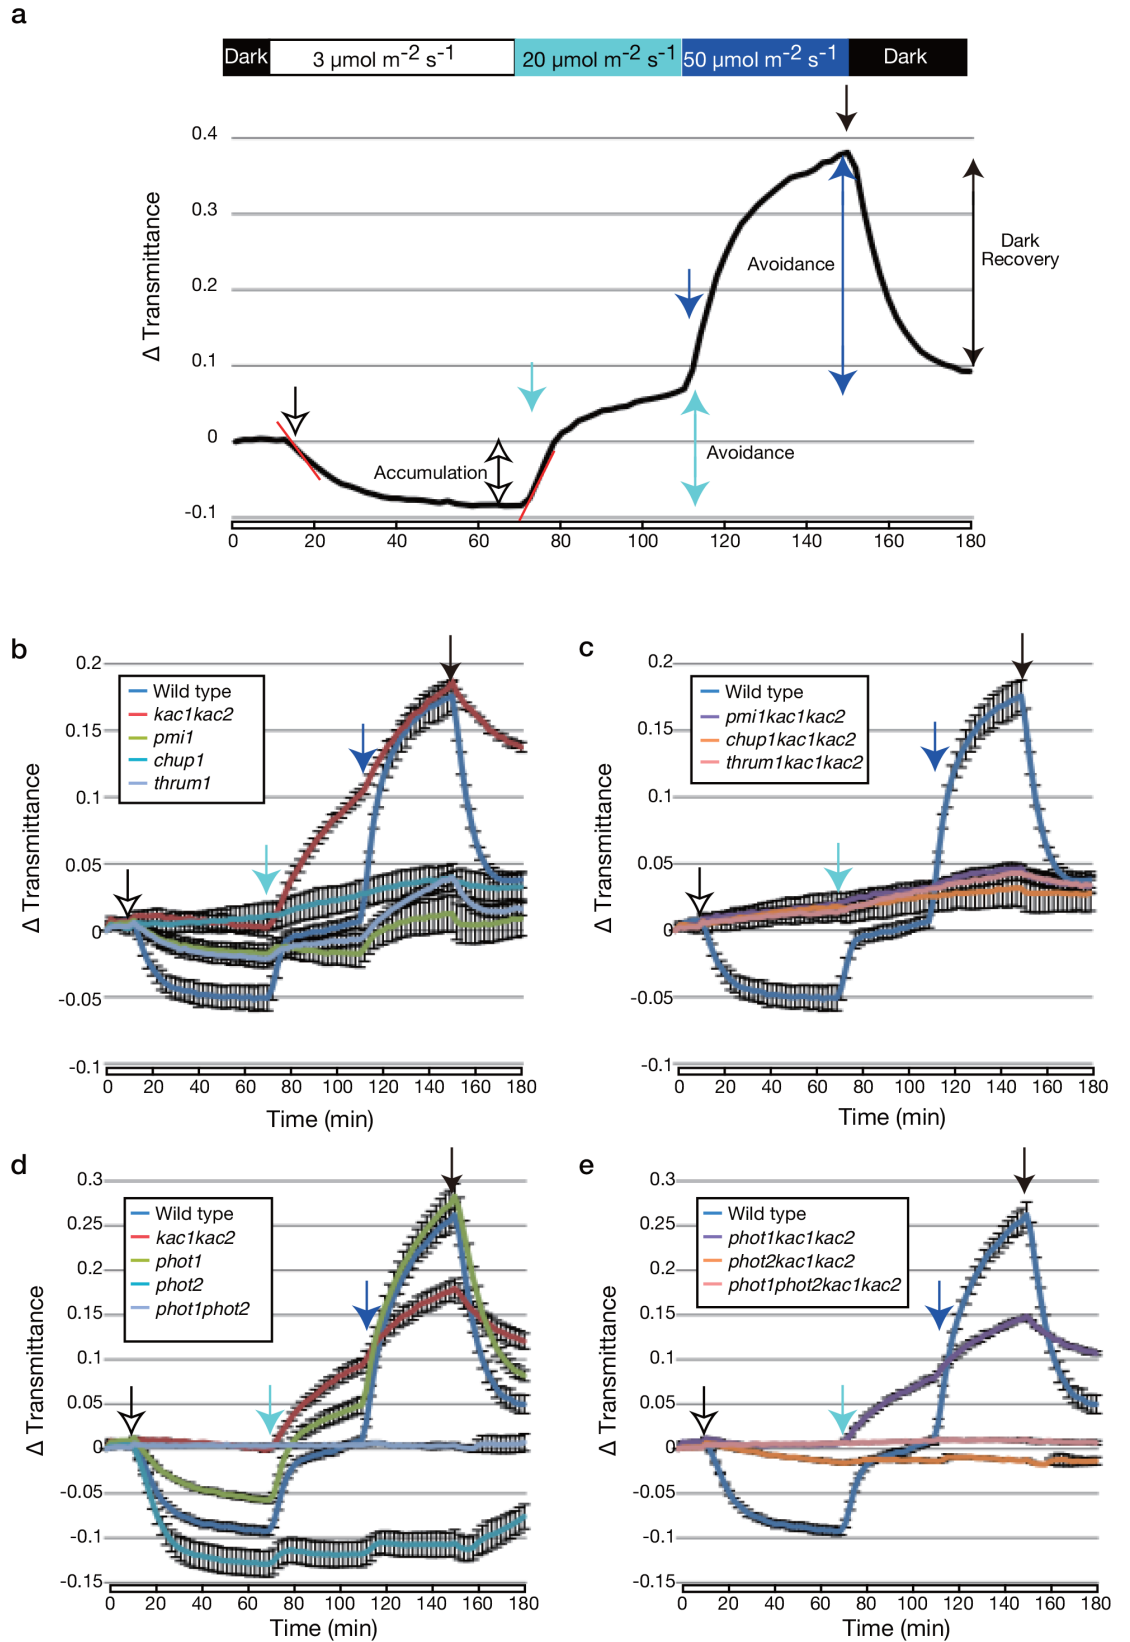 a
Dark 3 µmol m-2 s-1 20 µmol m-2 s-1 50 µmol m-2 s-1 Dark
0.4
0.3
0.2
0.1
0
-0.1
Δ Transmittance
Avoidance
Dark
Recovery
Accumulation
Avoidance
0 20 40 60 80 100 120 140 160 180
b
0.2
0.15
0.1
0.05
0
-0.05
-0.1
Δ Transmittance
Wild type
kac1kac2
pmi1
chup1
thrum1
0 20 40 60 80 100 120 140 160 180
Time (min)
c
0.2
0.15
0.1
0.05
0
-0.05
-0.1
Δ Transmittance
Wild type
pmi1kac1kac2
chup1kac1kac2
thrum1kac1kac2
0 20 40 60 80 100 120 140 160 180
Time (min)
d
0.3
0.25
0.2
0.15
0.1
0.05
0
-0.05
-0.1
-0.15
Δ Transmittance
Wild type
kac1kac2
phot1
phot2
phot1phot2
0 20 40 60 80 100 120 140 160 180
Time (min)
e
0.3
0.25
0.2
0.15
0.1
0.05
0
-0.05
-0.1
-0.15
Δ Transmittance
Wild type
phot1kac1kac2
phot2kac1kac2
phot1phot2kac1kac2
0 20 40 60 80 100 120 140 160 180
Time (min)